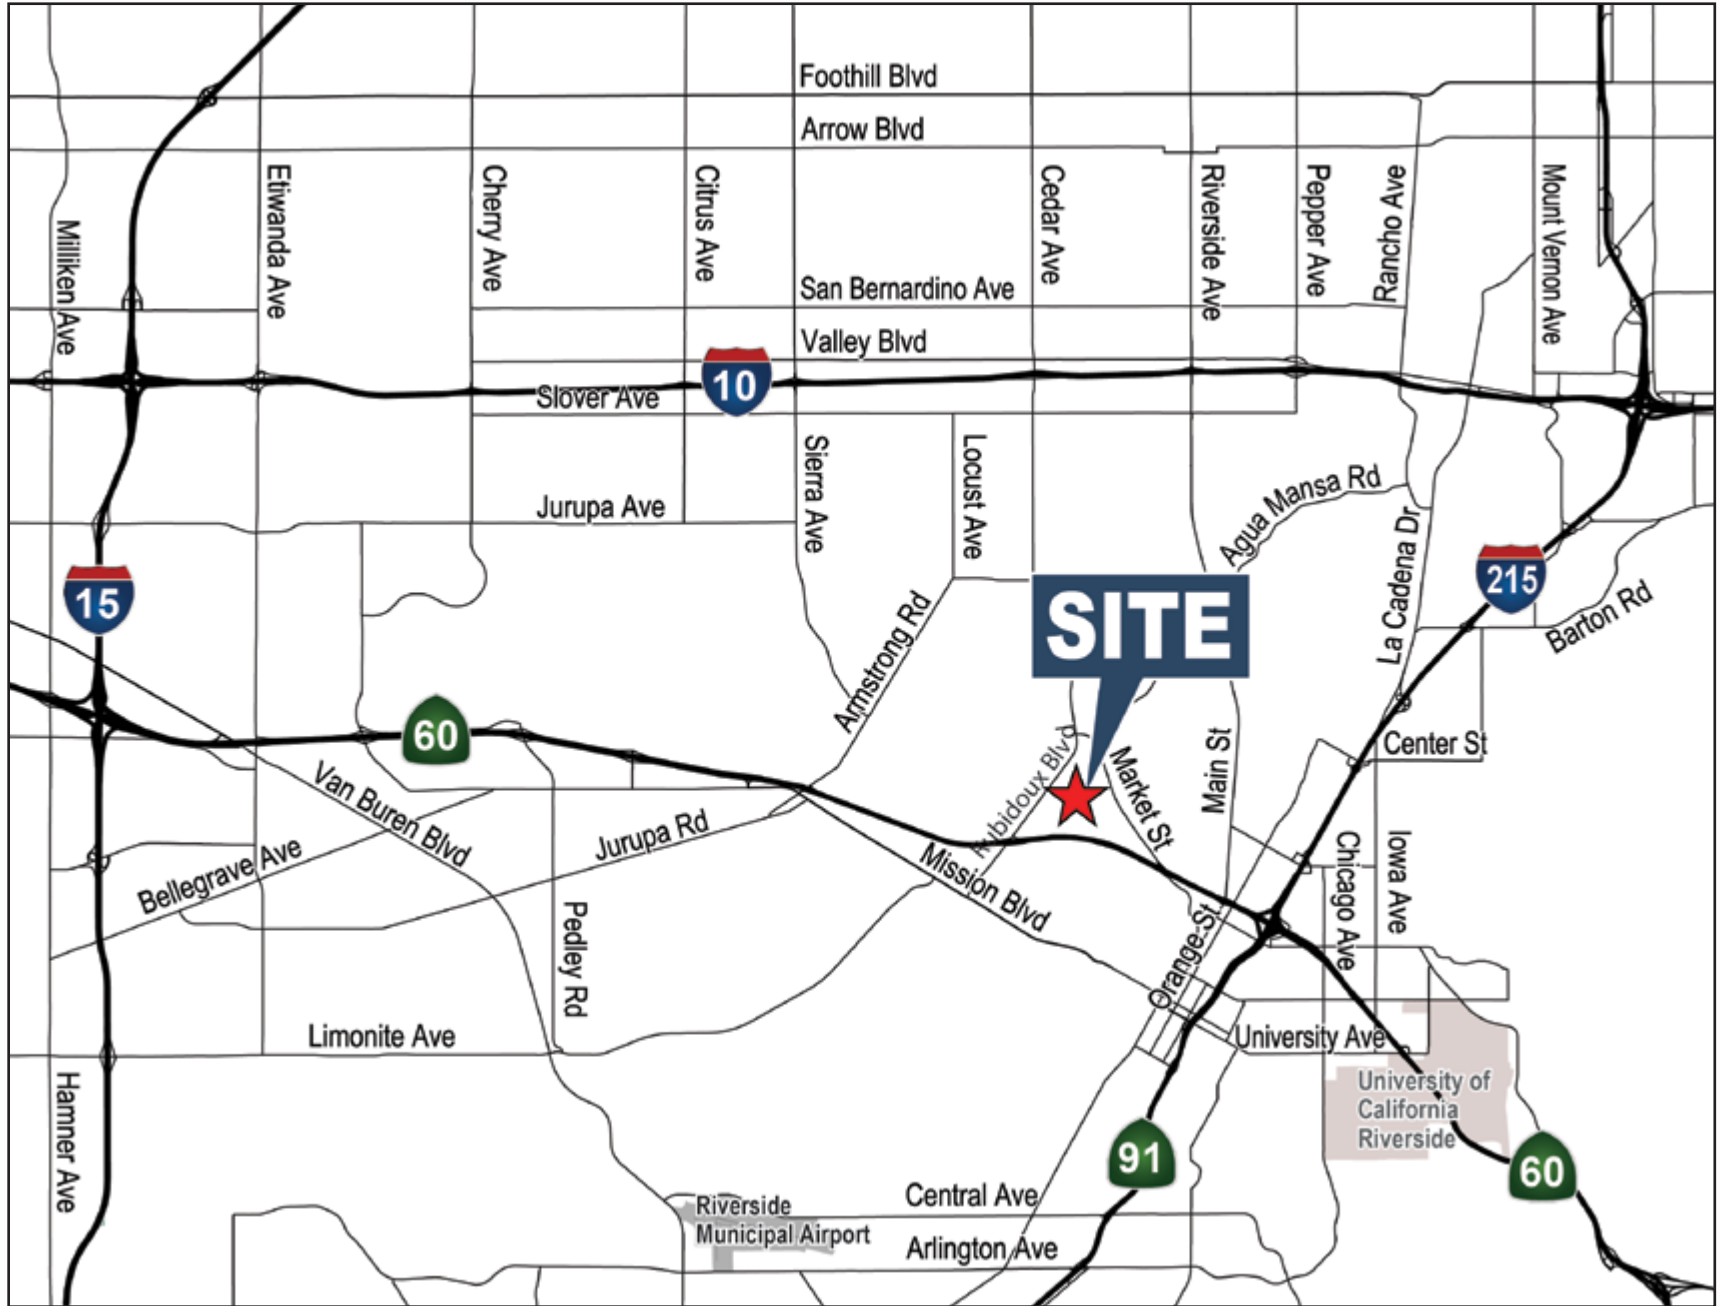 Foothill Blvd
Arrow Blvd
Milliken Ave
Etiwanda Ave
Cherry Ave
Citrus Ave
Cedar Ave
Riverside Ave
Pepper Ave
Rancho Ave
Mount Vernon Ave
San Bernardino Ave
Valley Blvd
10
Slover Ave
Sierra Ave
Locust Ave
Jurupa Ave
Agua Mansa Rd
La Cadena Dr
15
215
Barton Rd
SITE
Armstrong Rd
60
Rubidoux Blvd
Market St
Main St
Center St
Van Buren Blvd
Jurupa Rd
Bellegrave Ave
Mission Blvd
Chicago Ave
Iowa Ave
Pedley Rd
Orange St
Limonite Ave
University Ave
Hamner Ave
University of
California
Riverside
91
60
Central Ave
Riverside
Municipal Airport
Arlington Ave